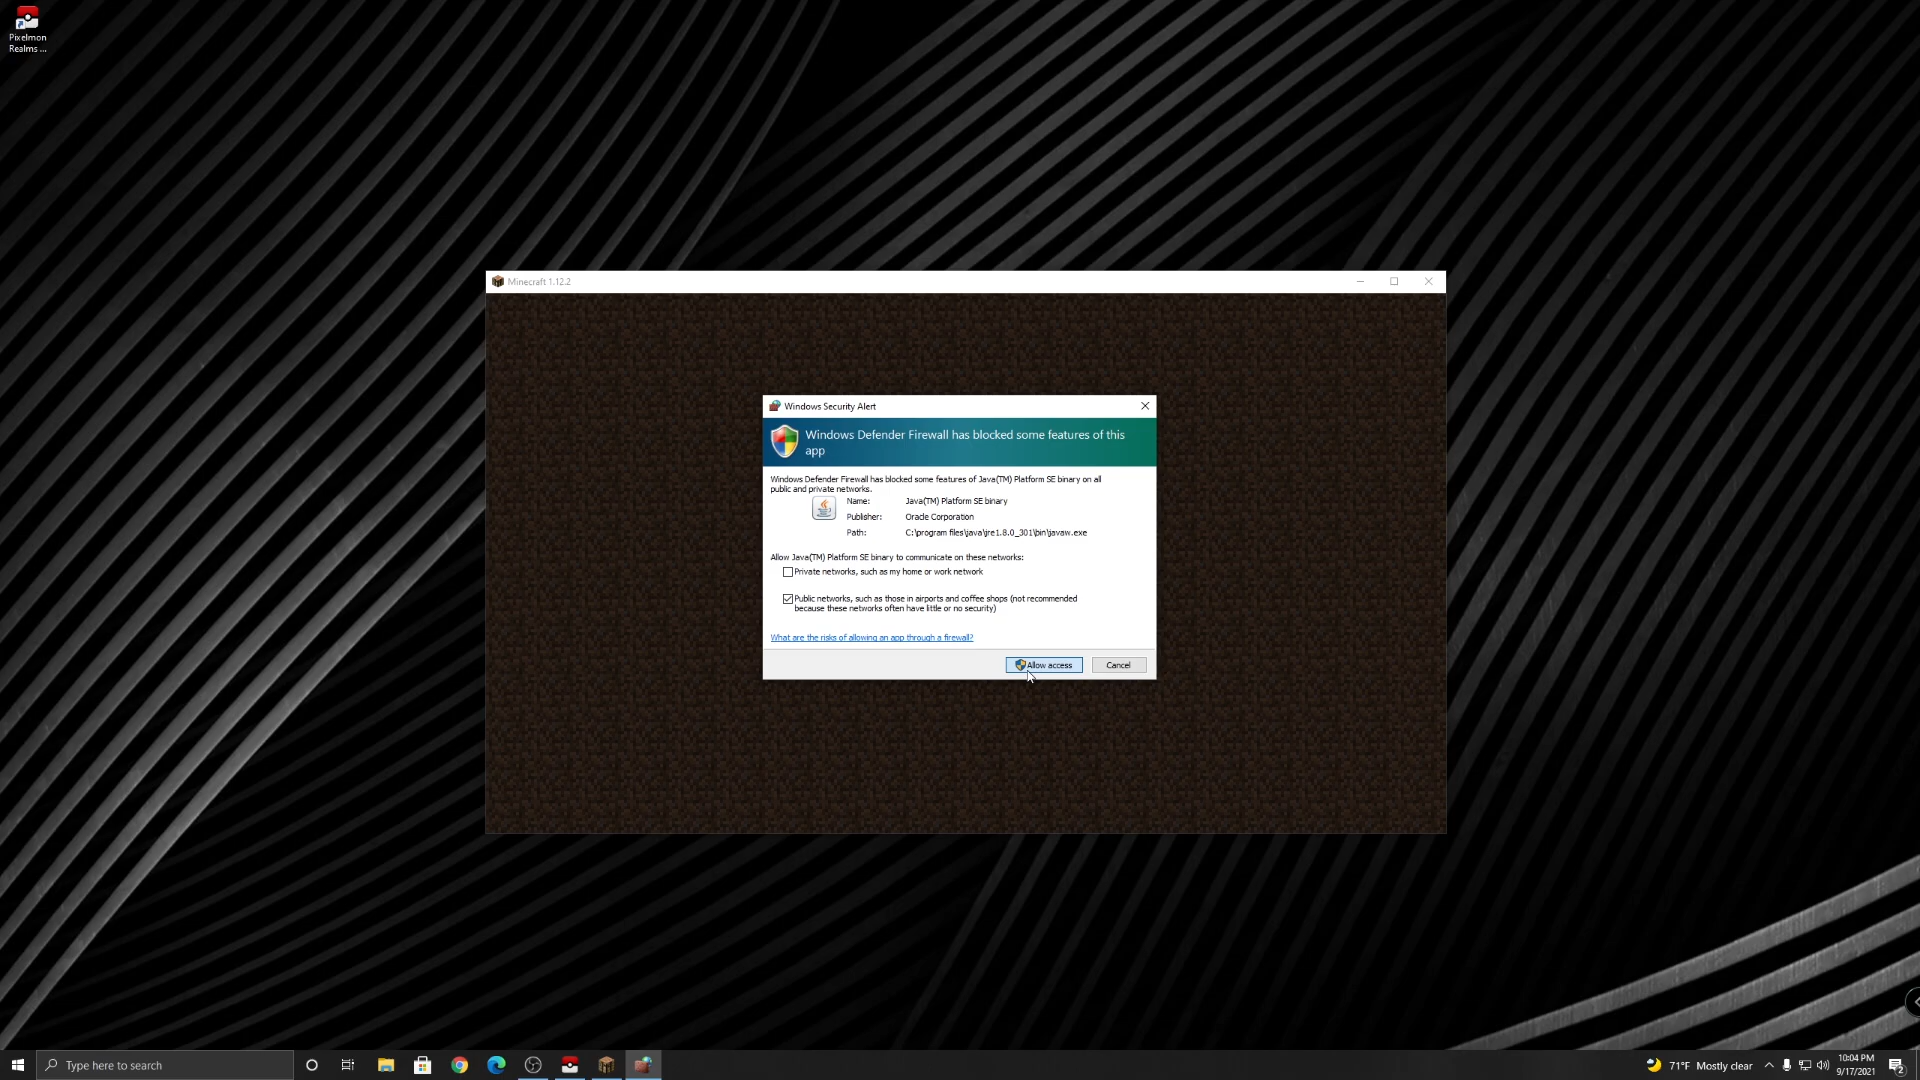 Pixelmon
Realms ...
Minecraft 1.12.2
Windows Security Alert
Windows Defender Firewall has blocked some features of this
app
Windows Defender Firewall has blocked some features of Java(TM) Platform SE binary on all
public and private networks.
Name: Java(TM) Platform SE binary
Publisher: Oracle Corporation
Path: C:\program files\java\jre1.8.0_301\bin\javaw.exe
Allow Java(TM) Platform SE binary to communicate on these networks:
Private networks, such as my home or work network
Public networks, such as those in airports and coffee shops (not recommended
because these networks often have little or no security)
What are the risks of allowing an app through a firewall?
Allow access Cancel
Type here to search
71°F Mostly clear
10:04 PM
9/17/2021
2